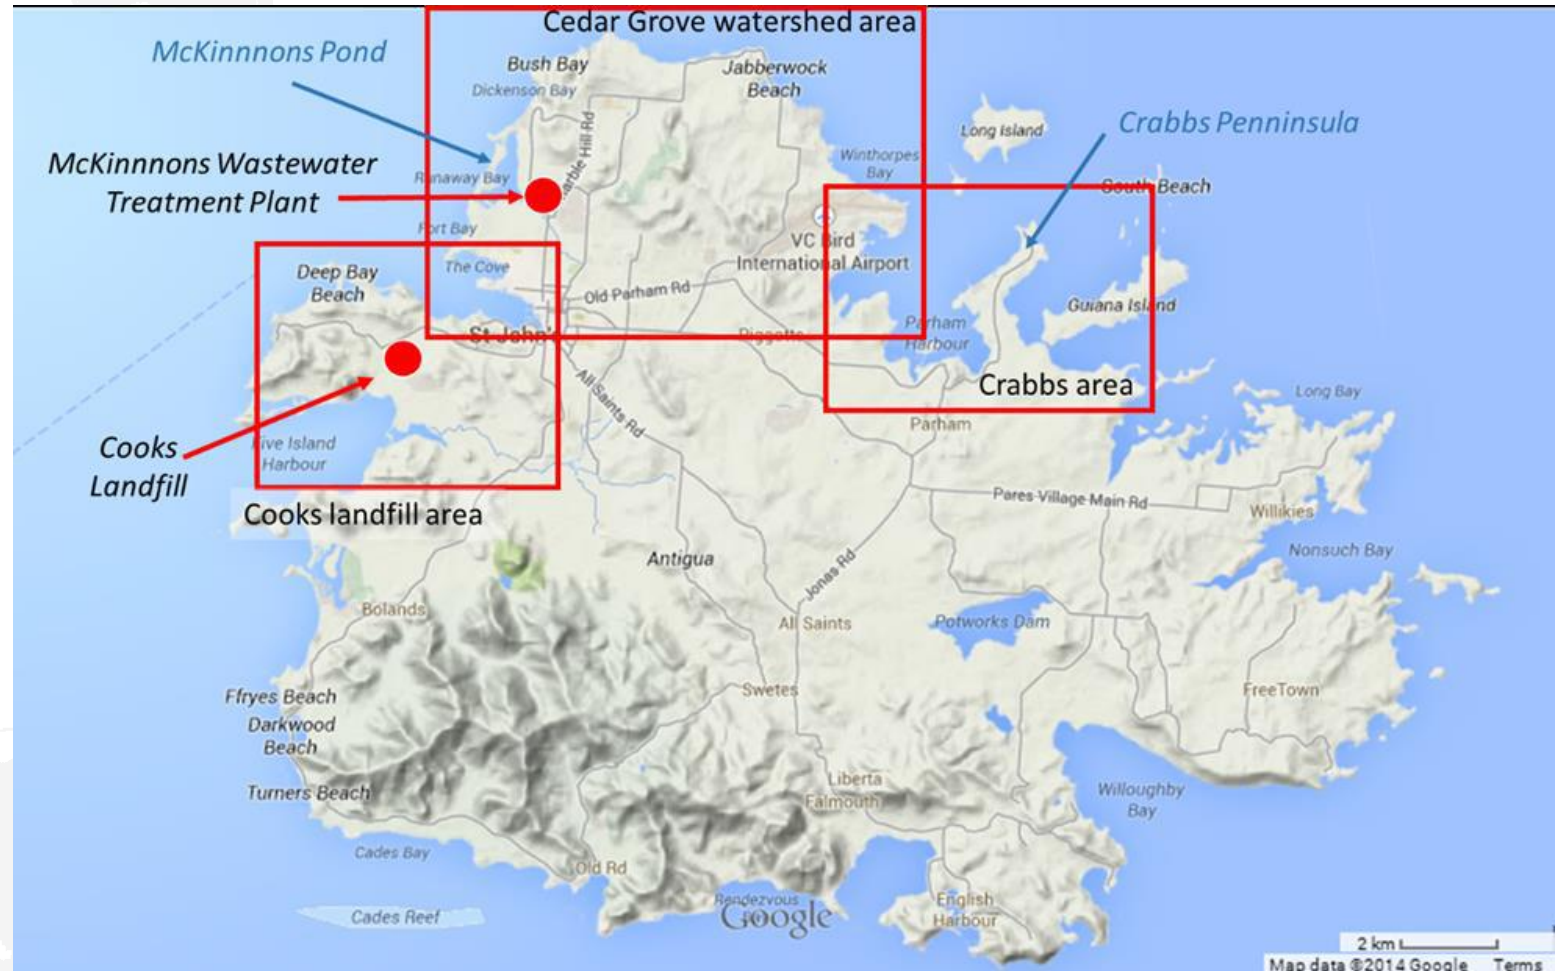 Cedar Grove watershed area
McKinnnons Pond
Bush Bay
Jabberwock
Beach
Dickenson Bay
Crabbs Penninsula
Long Island
Marble Hill Rd
McKinnnons Wastewater
Treatment Plant
Winthorpes
Bay
Runaway Bay
South Beach
Fort Bay
VC Bird
International Airport
Deep Bay
Beach
The Cove
Old Parham Rd
Guiana Island
Parham
Harbour
St John's
Piggotts
Crabbs area
Long Bay
All Saints Rd
Parham
Cooks
Landfill
Five Island
Harbour
Pares Village Main Rd
Willikies
Cooks landfill area
Nonsuch Bay
Antigua
Jonas Rd
Bolands
All Saints
Potworks Dam
Ffryes Beach
Swetes
FreeTown
Darkwood
Beach
Turners Beach
Liberta
Falmouth
Willoughby
Bay
Cades Bay
Old Rd
Rendezvous
Google
English
Harbour
Cades Reef
2 km
Map data ©2014 Google Terms